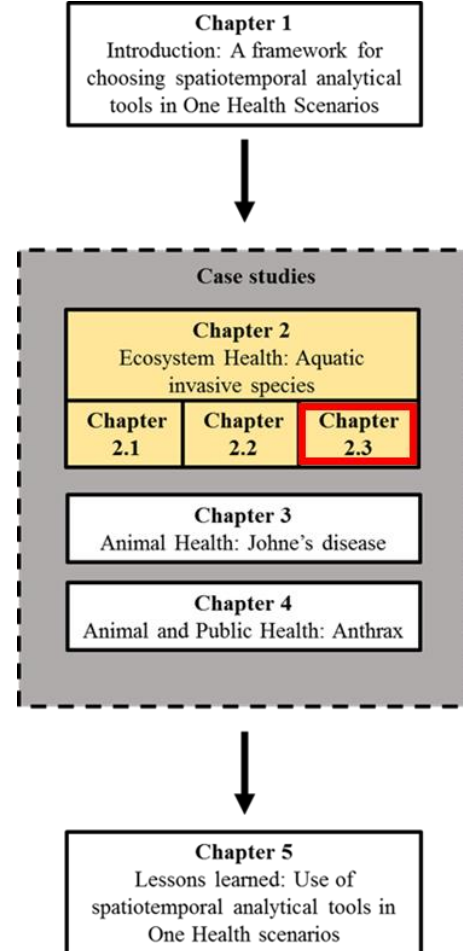 Chapter 1
Introduction: A framework for
choosing spatiotemporal analytical
tools in One Health Scenarios
Case studies
Chapter 2
Ecosystem Health: Aquatic
invasive species
Chapter Chapter Chapter
2.1 2.2 2.3
Chapter 3
Animal Health: Johne's disease
Chapter 4
Animal and Public Health: Anthrax
Chapter 5
Lessons learned: Use of
spatiotemporal analytical tools in
One Health scenarios